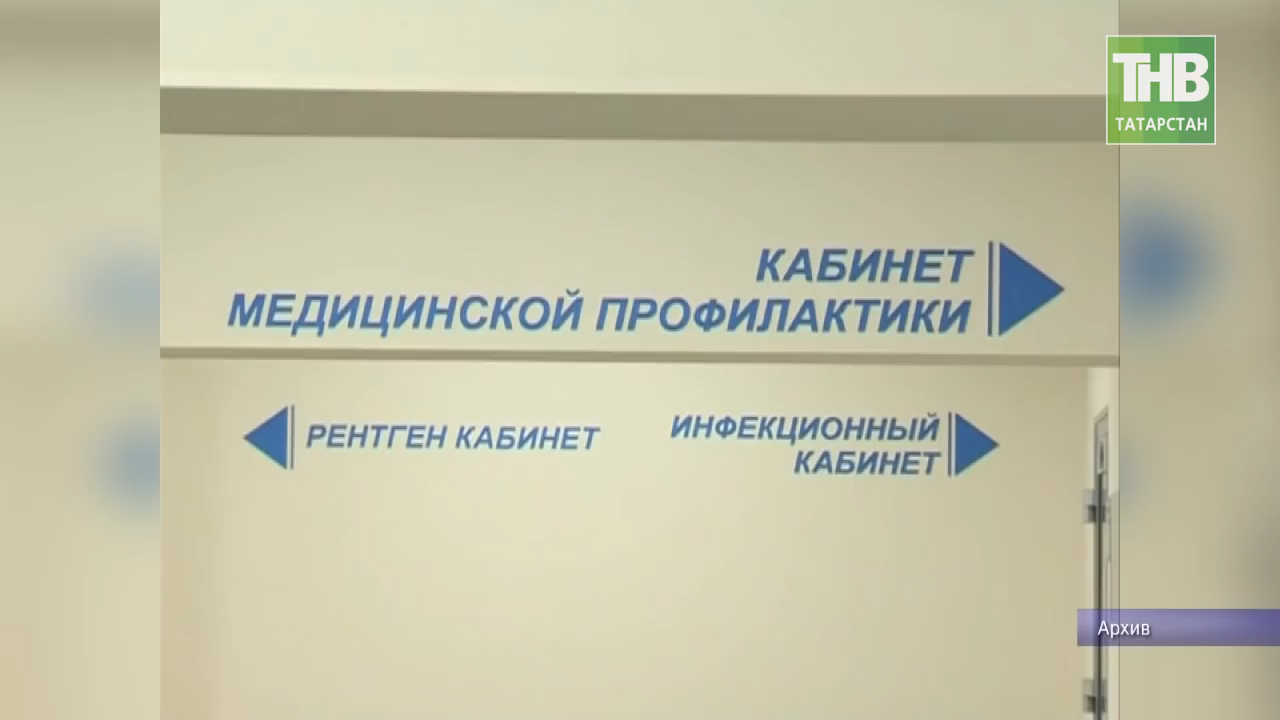 ТНВ
ТАТАРСТАН
КАБИНЕТ
МЕДИЦИНСКОЙ ПРОФИЛАКТИКИ
РЕНТГЕН КАБИНЕТ
ИНФЕКЦИОННЫЙ
КАБИНЕТ
Архив